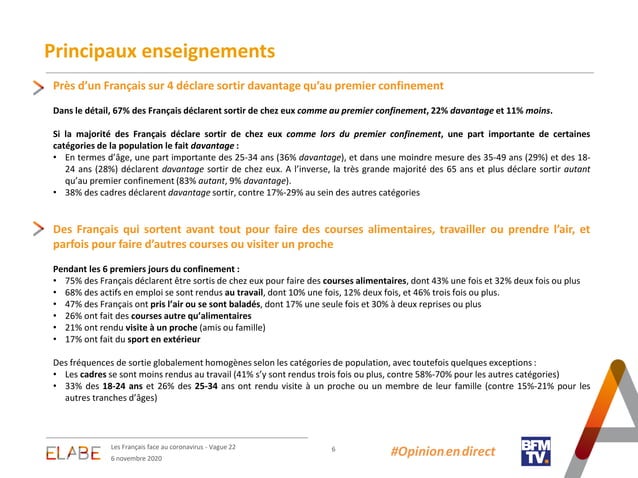 Principaux enseignements
Près d’un Français sur 4 déclare sortir davantage qu’au premier confinement
Dans le détail, 67% des Français déclarent sortir de chez eux comme au premier confinement, 22% davantage et 11% moins.
Si la majorité des Français déclare sortir de chez eux comme lors du premier confinement, une part importante de certaines
catégories de la population le fait davantage :
• En termes d’âge, une part importante des 25-34 ans (36% davantage), et dans une moindre mesure des 35-49 ans (29%) et des 18-
24 ans (28%) déclarent davantage sortir de chez eux. A l’inverse, la très grande majorité des 65 ans et plus déclare sortir autant
qu’au premier confinement (83% autant, 9% davantage).
• 38% des cadres déclarent davantage sortir, contre 17%-29% au sein des autres catégories
Des Français qui sortent avant tout pour faire des courses alimentaires, travailler ou prendre l’air, et
parfois pour faire d’autres courses ou visiter un proche
Pendant les 6 premiers jours du confinement :
• 75% des Français déclarent être sortis de chez eux pour faire des courses alimentaires, dont 43% une fois et 32% deux fois ou plus
• 68% des actifs en emploi se sont rendus au travail, dont 10% une fois, 12% deux fois, et 46% trois fois ou plus.
• 47% des Français ont pris l’air ou se sont baladés, dont 17% une seule fois et 30% à deux reprises ou plus
• 26% ont fait des courses autre qu’alimentaires
• 21% ont rendu visite à un proche (amis ou famille)
• 17% ont fait du sport en extérieur
Des fréquences de sortie globalement homogènes selon les catégories de population, avec toutefois quelques exceptions :
• Les cadres se sont moins rendus au travail (41% s’y sont rendus trois fois ou plus, contre 58%-70% pour les autres catégories)
• 33% des 18-24 ans et 26% des 25-34 ans ont rendu visite à un proche ou un membre de leur famille (contre 15%-21% pour les
autres tranches d’âges)
ELABE
Les Français face au coronavirus - Vague 22
6 novembre 2020
6
#Opinion en direct
BFM
TV.